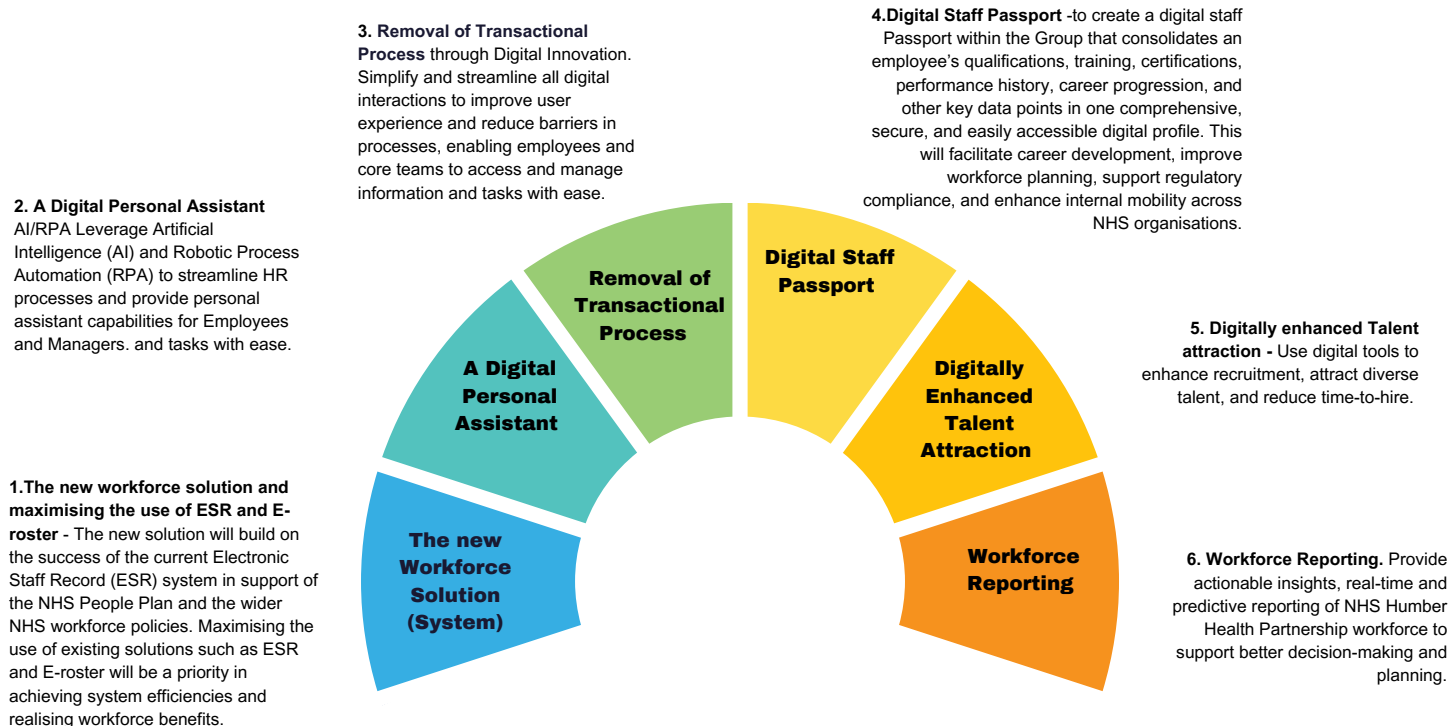 3. Removal of Transactional
Process through Digital Innovation.
Simplify and streamline all digital
interactions to improve user
experience and reduce barriers in
processes, enabling employees and
core teams to access and manage
information and tasks with ease.
4.Digital Staff Passport -to create a digital staff
Passport within the Group that consolidates an
employee’s qualifications, training, certifications,
performance history, career progression, and
other key data points in one comprehensive,
secure, and easily accessible digital profile. This
will facilitate career development, improve
workforce planning, support regulatory
compliance, and enhance internal mobility across
NHS organisations.
2. A Digital Personal Assistant
AI/RPA Leverage Artificial
Intelligence (AI) and Robotic Process
Automation (RPA) to streamline HR
processes and provide personal
assistant capabilities for Employees
and Managers. and tasks with ease.
5. Digitally enhanced Talent
attraction - Use digital tools to
enhance recruitment, attract diverse
talent, and reduce time-to-hire.
1.The new workforce solution and
maximising the use of ESR and E-
roster - The new solution will build on
the success of the current Electronic
Staff Record (ESR) system in support of
the NHS People Plan and the wider
NHS workforce policies. Maximising the
use of existing solutions such as ESR
and E-roster will be a priority in
achieving system efficiencies and
realising workforce benefits.
6. Workforce Reporting. Provide
actionable insights, real-time and
predictive reporting of NHS Humber
Health Partnership workforce to
support better decision-making and
planning.
The new
Workforce
Solution
(System)
A Digital
Personal
Assistant
Removal of
Transactional
Process
Digital Staff
Passport
Digitally
Enhanced
Talent
Attraction
Workforce
Reporting